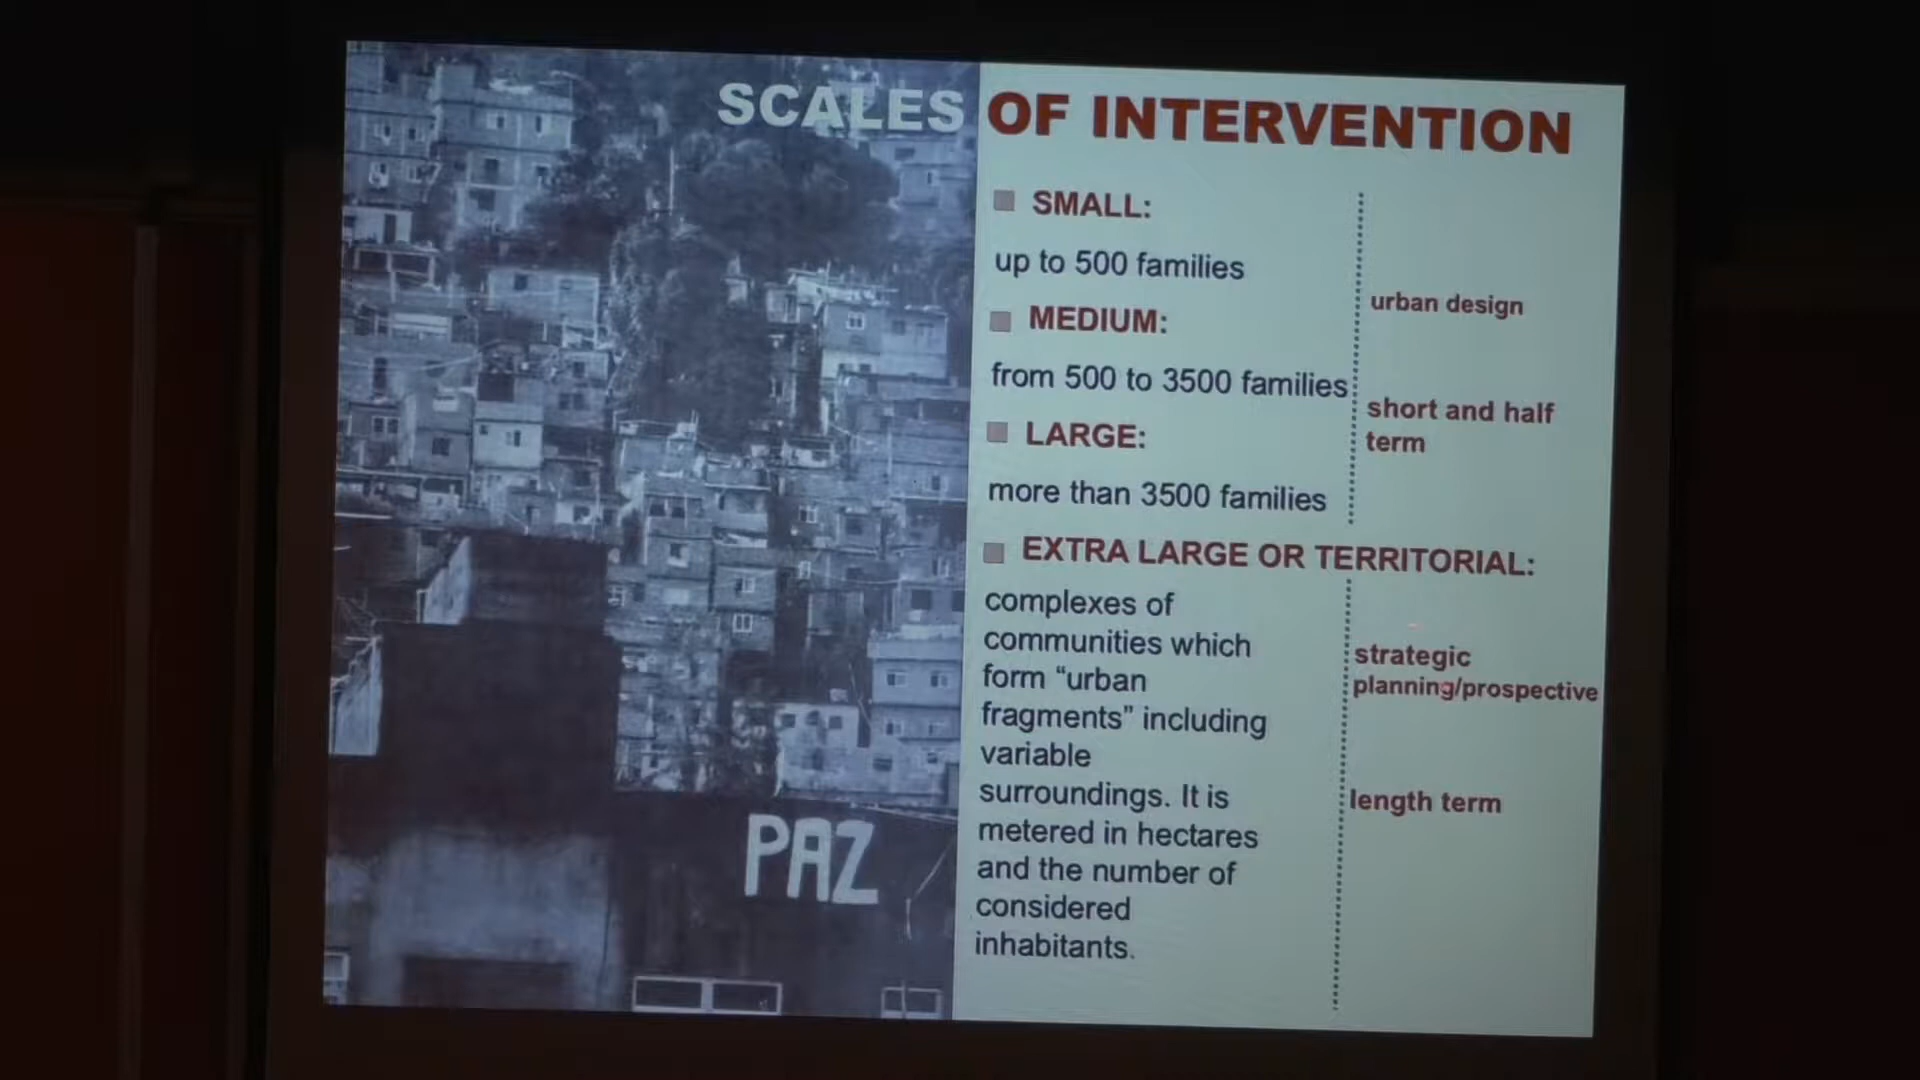 SCALES OF INTERVENTION
SMALL:
up to 500 families
MEDIUM:
from 500 to 3500 families
LARGE:
more than 3500 families
urban design
short and half
term
EXTRA LARGE OR TERRITORIAL:
complexes of
communities which
form “urban
fragments” including
variable
surroundings. It is
metered in hectares
and the number of
considered
inhabitants.
strategic
planning/prospective
length term
PAZ